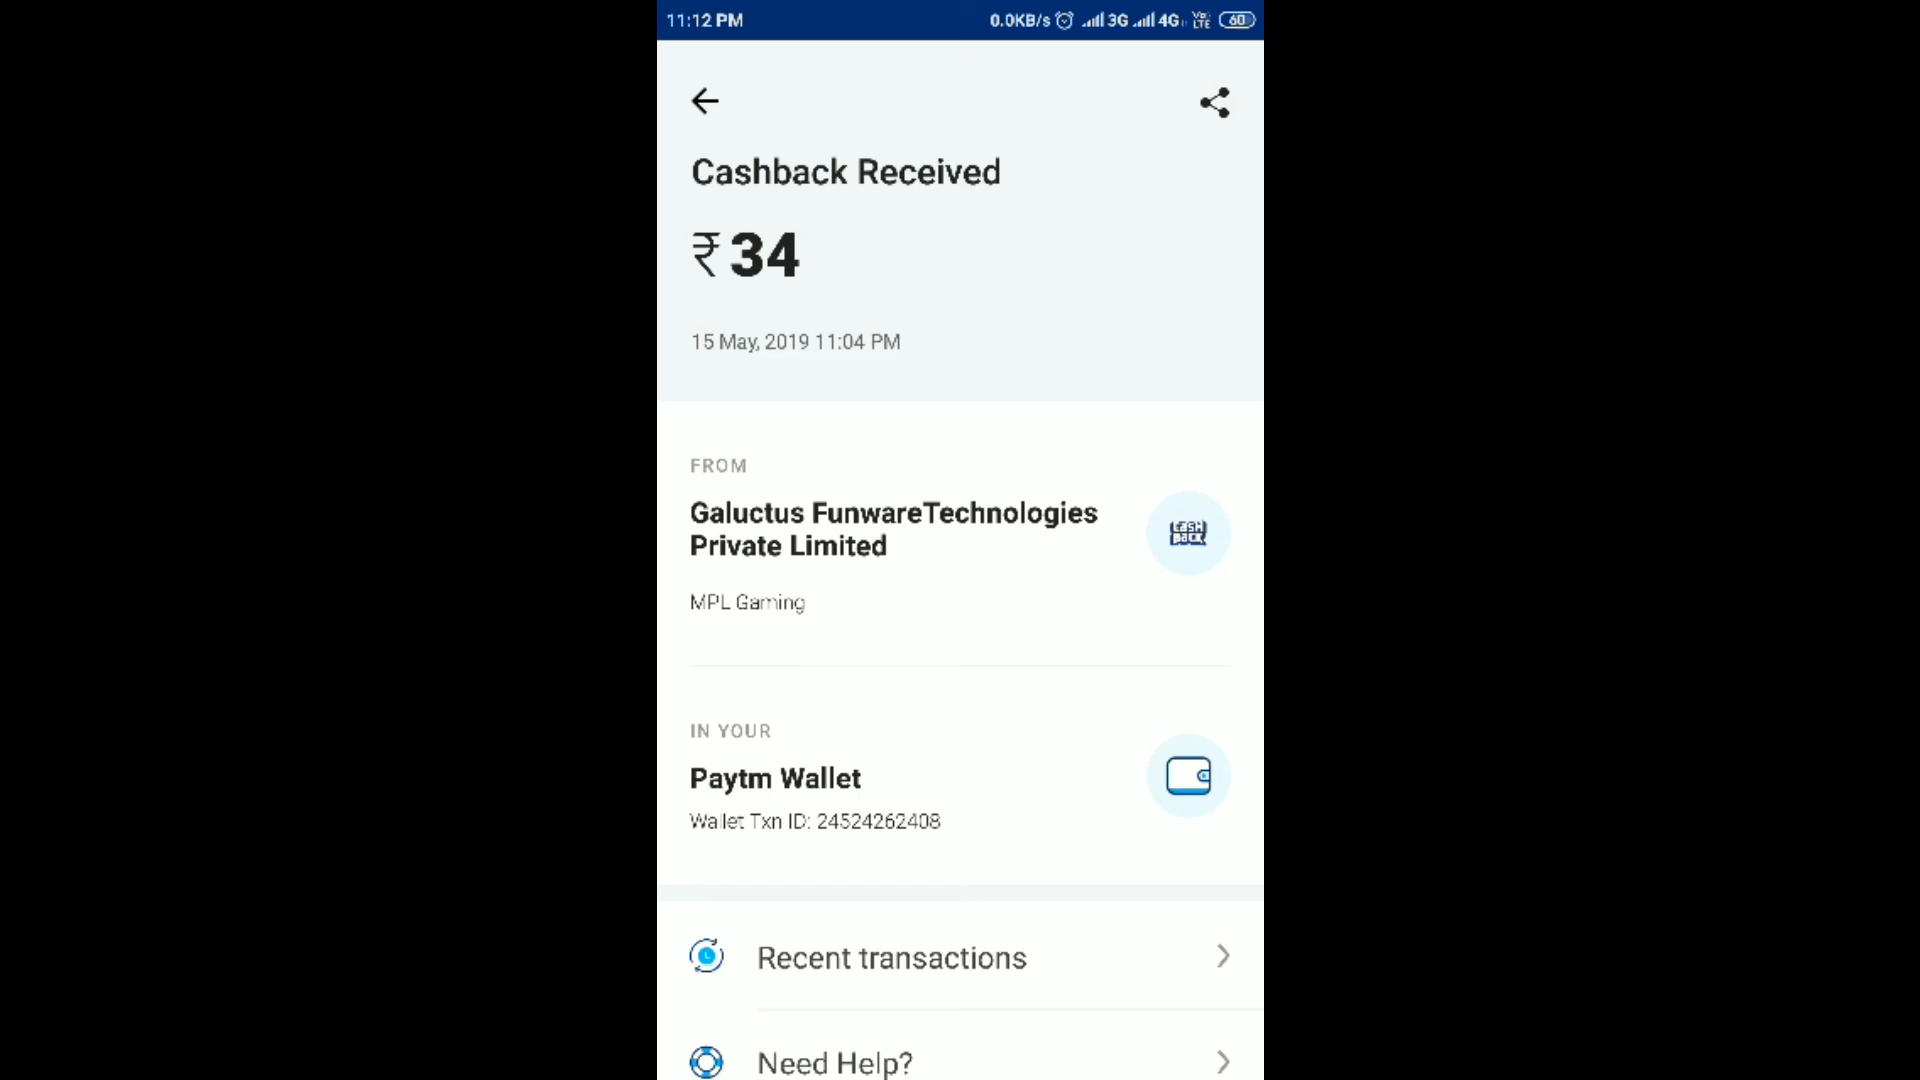 11:12 PM
0.0KB/s 3G 4G VoLTE 60
Cashback Received
₹34
15 May, 2019 11:04 PM
FROM
Galuctus FunwareTechnologies
Private Limited
CASH
BACK
MPL Gaming
IN YOUR
Paytm Wallet
Wallet Txn ID: 24524262408
Recent transactions
Need Help?